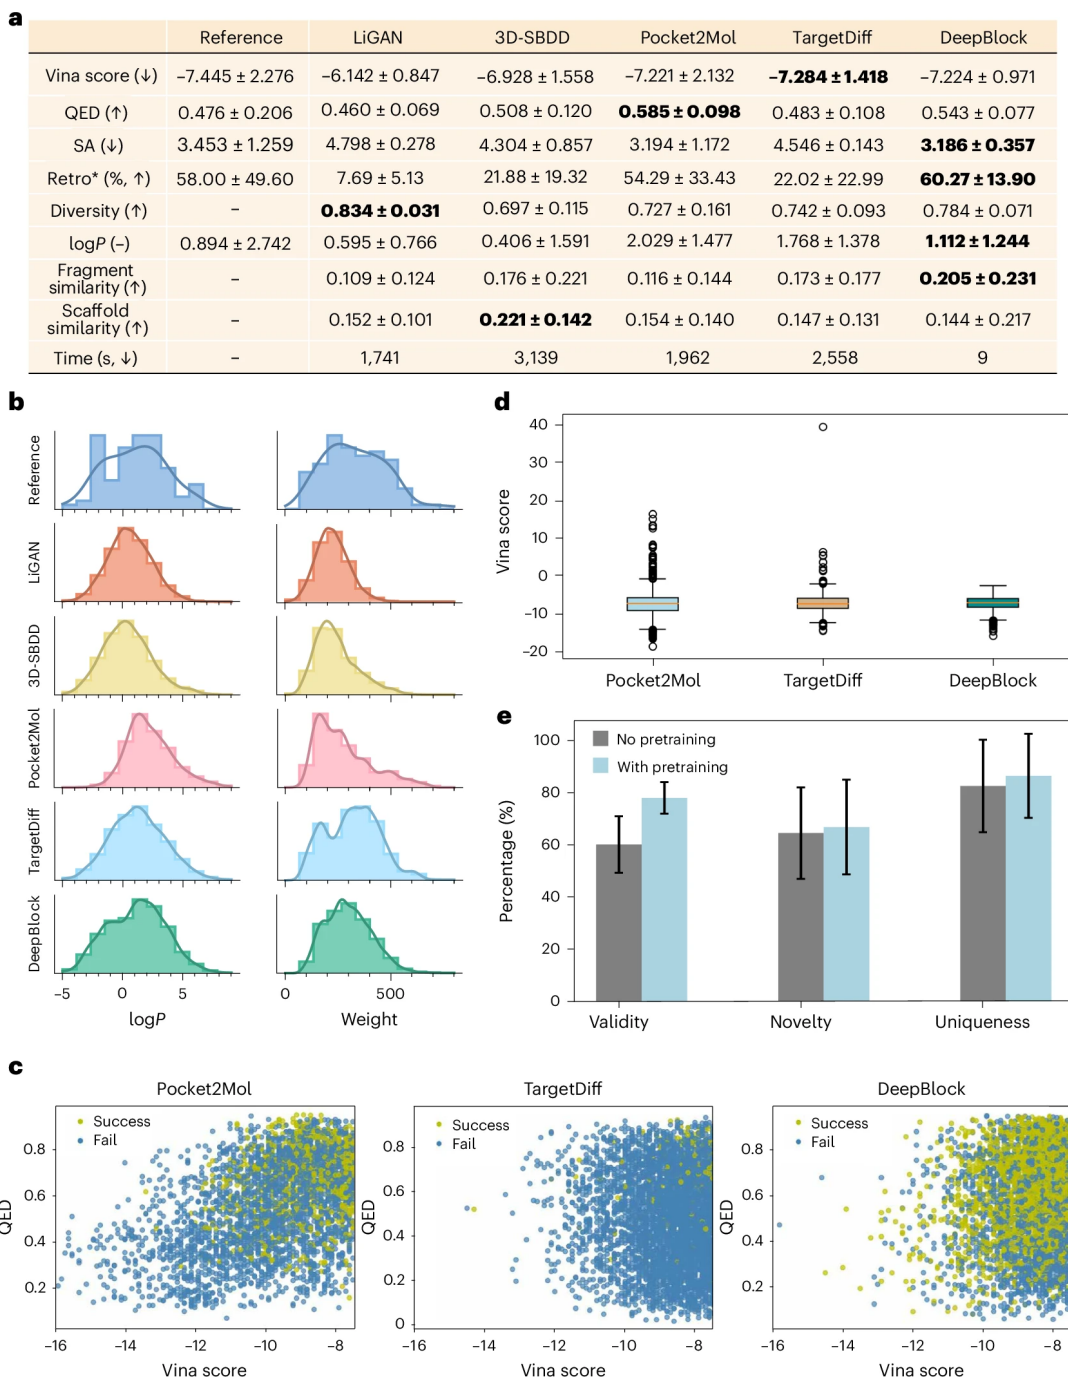 a
Reference LiGAN 3D-SBDD Pocket2Mol TargetDiff DeepBlock
Vina score (↓) −7.445 ± 2.276 −6.142 ± 0.847 −6.928 ± 1.558 −7.221 ± 2.132 −7.284 ± 1.418 −7.224 ± 0.971
QED (↑) 0.476 ± 0.206 0.460 ± 0.069 0.508 ± 0.120 0.585 ± 0.098 0.483 ± 0.108 0.543 ± 0.077
SA (↓) 3.453 ± 1.259 4.798 ± 0.278 4.304 ± 0.857 3.194 ± 1.172 4.546 ± 0.143 3.186 ± 0.357
Retro* (%, ↑) 58.00 ± 49.60 7.69 ± 5.13 21.88 ± 19.32 54.29 ± 33.43 22.02 ± 22.99 60.27 ± 13.90
Diversity (↑) – 0.834 ± 0.031 0.697 ± 0.115 0.727 ± 0.161 0.742 ± 0.093 0.784 ± 0.071
logP (–) 0.894 ± 2.742 0.595 ± 0.766 0.406 ± 1.591 2.029 ± 1.477 1.768 ± 1.378 1.112 ± 1.244
Fragment
similarity (↑) – 0.109 ± 0.124 0.176 ± 0.221 0.116 ± 0.144 0.173 ± 0.177 0.205 ± 0.231
Scaffold
similarity (↑) – 0.152 ± 0.101 0.221 ± 0.142 0.154 ± 0.140 0.147 ± 0.131 0.144 ± 0.217
Time (s, ↓) – 1,741 3,139 1,962 2,558 9
b
Reference
LiGAN
3D-SBDD
Pocket2Mol
TargetDiff
DeepBlock
−5 0 5 0 500
logP Weight
d
Vina score
40
30
20
10
0
−10
−20
Pocket2Mol TargetDiff DeepBlock
e
Percentage (%)
100
80
60
40
20
0
No pretraining
With pretraining
Validity Novelty Uniqueness
c
Pocket2Mol
Success
Fail
QED
0.8
0.6
0.4
0.2
−16 −14 −12 −10 −8
Vina score
TargetDiff
Success
Fail
QED
0.8
0.6
0.4
0.2
0
−16 −14 −12 −10 −8
Vina score
DeepBlock
Success
Fail
QED
0.8
0.6
0.4
0.2
−16 −14 −12 −10 −8
Vina score